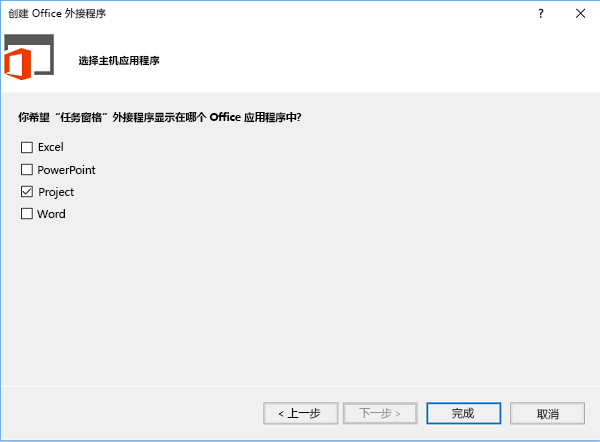 创建 Office 外接程序
?
选择主机应用程序
你希望“任务窗格”外接程序显示在哪个 Office 应用程序中?
Excel
PowerPoint
Project
Word
< 上一步 下一步 > 完成 取消